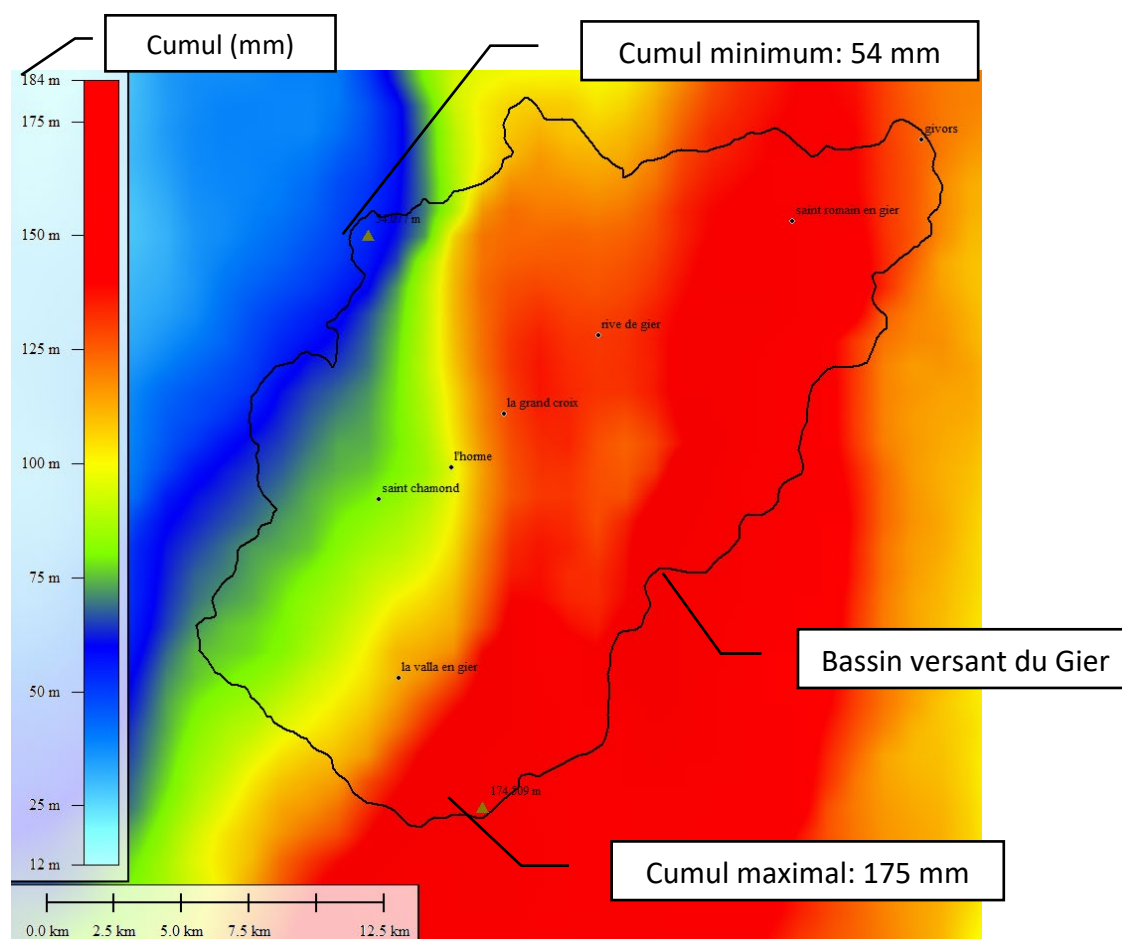 Cumul (mm)
Cumul minimum: 54 mm
184 m
175 m
150 m
125 m
100 m
75 m
50 m
25 m
12 m
givors
saint romain en gier
rive de gier
la grand croix
l'horme
saint chamond
la valla en gier
Bassin versant du Gier
Cumul maximal: 175 mm
0.0 km 2.5 km 5.0 km 7.5 km 12.5 km